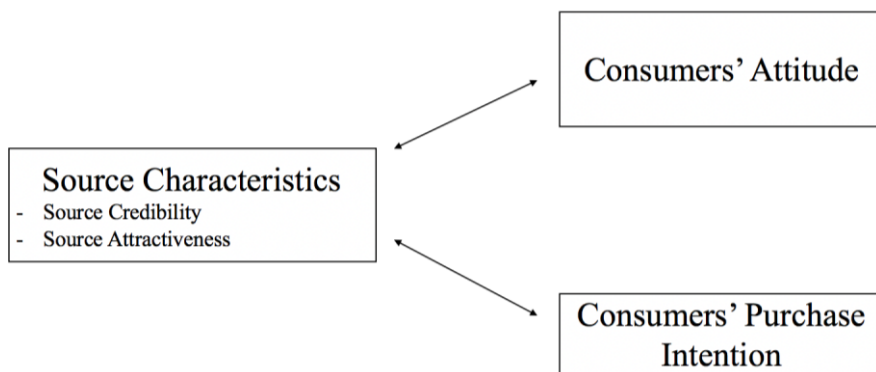 Consumers’ Attitude
Source Characteristics
- Source Credibility
- Source Attractiveness
Consumers’ Purchase
Intention